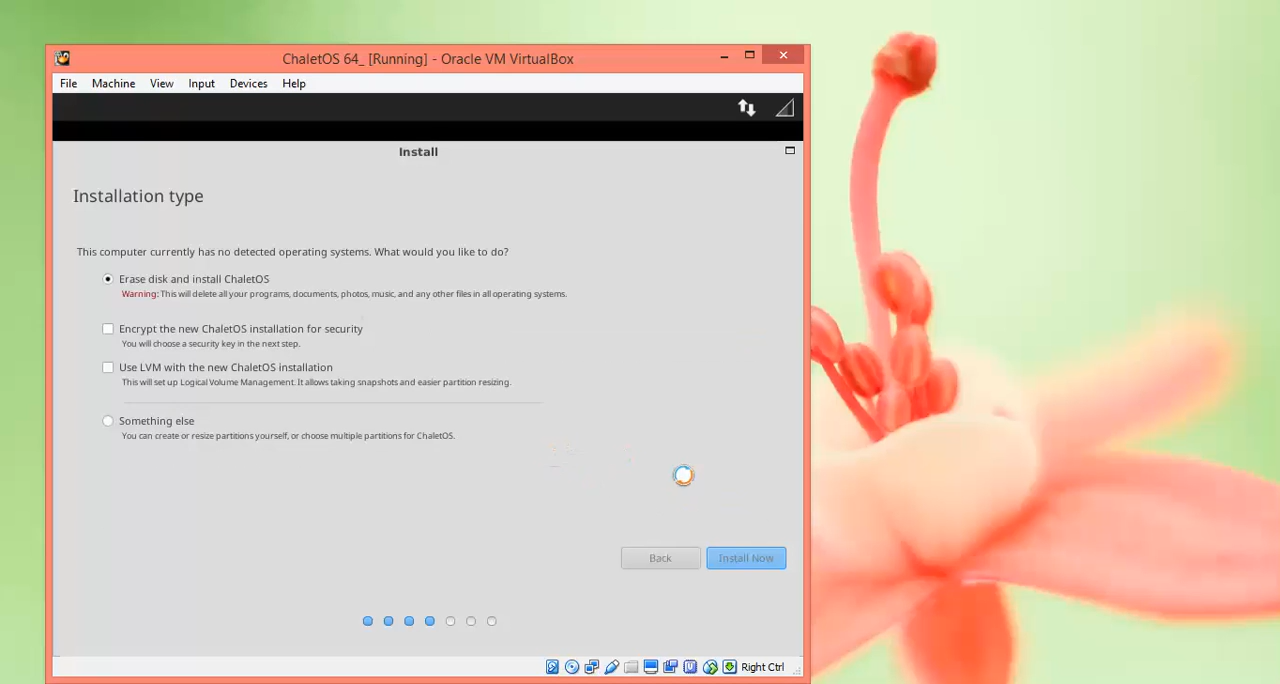 ChaletOS 64_ [Running] - Oracle VM VirtualBox
File Machine View Input Devices Help
Install
Installation type
This computer currently has no detected operating systems. What would you like to do?
Erase disk and install ChaletOS
Warning: This will delete all your programs, documents, photos, music, and any other files in all operating systems.
Encrypt the new ChaletOS installation for security
You will choose a security key in the next step.
Use LVM with the new ChaletOS installation
This will set up Logical Volume Management. It allows taking snapshots and easier partition resizing.
Something else
You can create or resize partitions yourself, or choose multiple partitions for ChaletOS.
Back Install Now
Right Ctrl